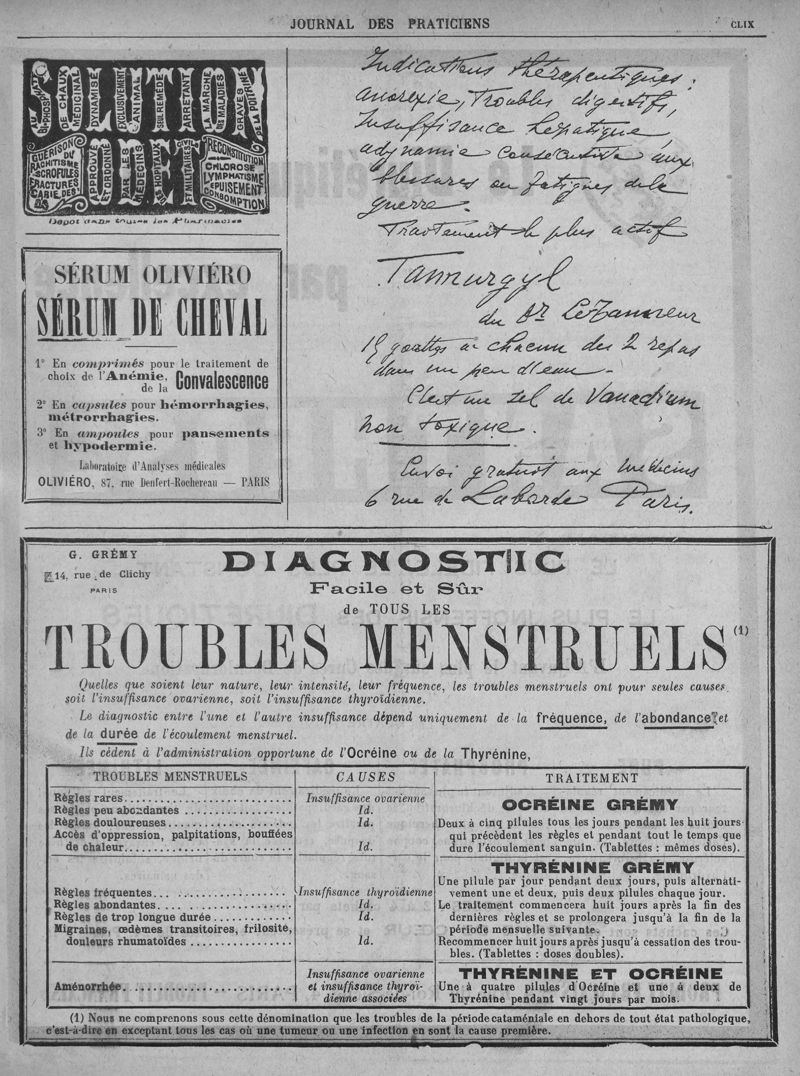 JOURNAL DES PRATICIENS
CLIX
SOLUTION
AU
BI-PHOSPHATE
DE CHAUX
MÉDICINAL
DYNAMISÉ
EXCLUSIVEMENT
ANIMAL
SEUL REMÈDE
ARRÊTANT
LA MARCHE
DES MALADIES
GRAVES
DE LA POITRINE
GUÉRISON
DU
RACHITISME
SCROFULES
FRACTURES
CARIE DES
OS
APPROUVÉ
ET ORDONNÉ
PAR LES
MÉDECINS
DES HÔPITAUX
CIVIL
ET MILITAIRE
RECONSTITUTION
CHLOROSE
LYMPHATISME
ÉPUISEMENT
CONSOMPTION
Dépôt dans toutes les Pharmacies
SÉRUM OLIVIÉRO
SÉRUM DE CHEVAL
1° En comprimés pour le traitement de
choix de l'Anémie, de la Convalescence
2° En capsules pour hémorrhagies,
métrorrhagies.
3° En ampoules pour pansements
et hypodermie.
Laboratoire d'Analyses médicales
OLIVIÉRO, 87, rue Denfert-Rochereau — PARIS
Indications thérapeutiques :
anorexie, Troubles digestifs,
Insuffisance hépatique,
adynamie consécutive aux
blessures ou fatigues de la
guerre.
Traitement le plus actif
Tannurgyl
du Dr Le Tanneur
15 gouttes à chacun des 2 repas
dans un peu d'eau.
C'est un sel de Vanadium
non toxique.
Envoi gratuit aux médecins
6 rue de Laborde Paris.
G. GRÉMY
14, rue de Clichy
PARIS
DIAGNOSTIC
Facile et Sûr
de TOUS LES
TROUBLES MENSTRUELS (1)
Quelles que soient leur nature, leur intensité, leur fréquence, les troubles menstruels ont pour seules causes
soit l'insuffisance ovarienne, soit l'insuffisance thyroïdienne.
Le diagnostic entre l'une et l'autre insuffisance dépend uniquement de la fréquence, de l'abondance et
de la durée de l'écoulement menstruel.
Ils cèdent à l'administration opportune de l'Ocréine ou de la Thyrénine,
TROUBLES MENSTRUELS CAUSES TRAITEMENT
Règles rares Insuffisance ovarienne
Règles peu abondantes Id.
Règles douloureuses Id.
Accès d'oppression, palpitations, bouffées
de chaleur Id.
OCRÉINE GRÉMY
Deux à cinq pilules tous les jours pendant les huit jours
qui précèdent les règles et pendant tout le temps que
dure l'écoulement sanguin. (Tablettes : mêmes doses).
Règles fréquentes Insuffisance thyroïdienne
Règles abondantes Id.
Règles de trop longue durée Id.
Migraines, œdèmes transitoires, frilosité,
douleurs rhumatoïdes Id.
THYRÉNINE GRÉMY
Une pilule par jour pendant deux jours, puis alternati-
vement une et deux, puis deux pilules chaque jour.
Le traitement commencera huit jours après la fin des
dernières règles et se prolongera jusqu'à la fin de la
période mensuelle suivante.
Recommencer huit jours après jusqu'à cessation des trou-
bles. (Tablettes : doses doubles).
Aménorrhée
Insuffisance ovarienne
et insuffisance thyroï-
dienne associées
THYRÉNINE ET OCRÉINE
Une à quatre pilules d'Ocréine et une à deux de
Thyrénine pendant vingt jours par mois.
(1) Nous ne comprenons sous cette dénomination que les troubles de la période cataméniale en dehors de tout état pathologique,
c'est-à-dire en exceptant tous les cas où une tumeur ou une infection en sont la cause première.